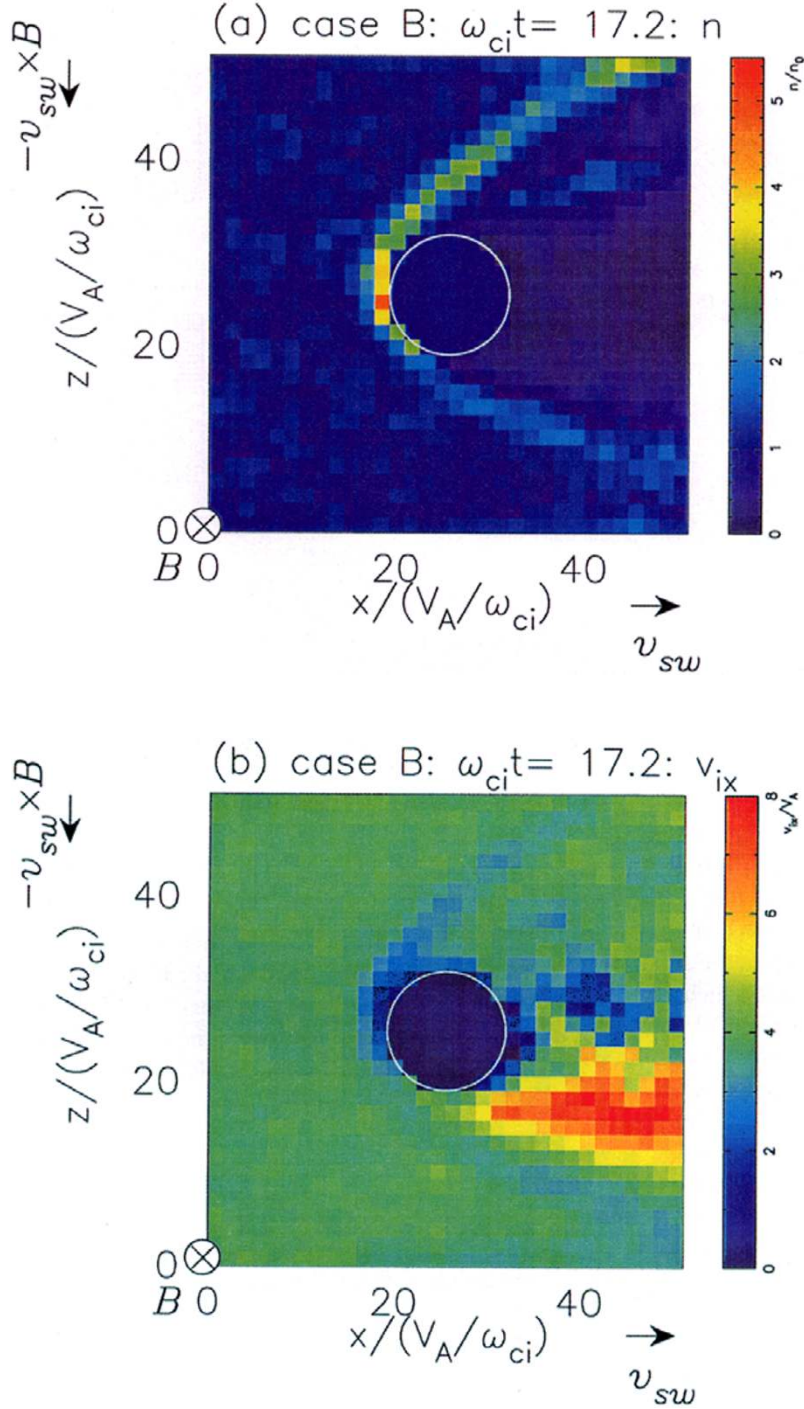 (a) case B: ω_ci t= 17.2: n
−v_sw×B
z/(V_A/ω_ci)
40
20
0
5
4
3
2
1
0
n/n_0
B
0
20
40
x/(V_A/ω_ci)
v_sw
(b) case B: ω_ci t= 17.2: v_ix
−v_sw×B
z/(V_A/ω_ci)
40
20
0
8
6
4
2
0
v_ix/V_A
B
0
20
40
x/(V_A/ω_ci)
v_sw